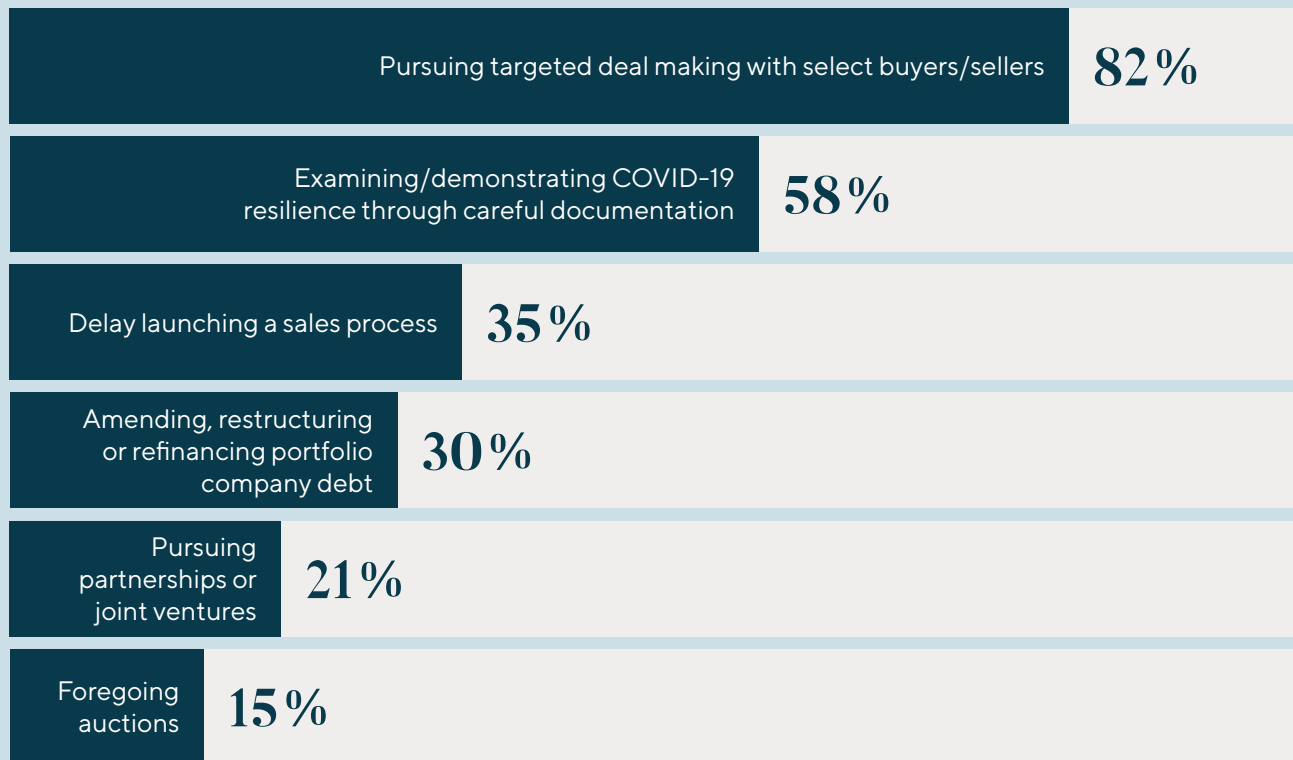 Pursuing targeted deal making with select buyers/sellers
82%
Examining/demonstrating COVID-19
resilience through careful documentation
58%
Delay launching a sales process
35%
Amending, restructuring
or refinancing portfolio
company debt
30%
Pursuing
partnerships or
joint ventures
21%
Foregoing
auctions
15%